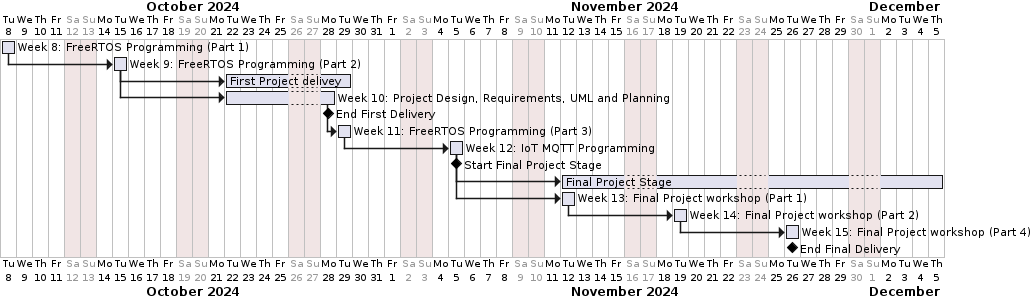 October 2024 November 2024 December
Tu We Th Fr Sa Su Mo Tu We Th Fr Sa Su Mo Tu We Th Fr Sa Su Mo Tu We Th Fr Sa Su Mo Tu We Th Fr Sa Su Mo Tu We Th Fr Sa Su Mo Tu We Th Fr Sa Su Mo Tu We Th Fr Sa Su Mo Tu We Th
8 9 10 11 12 13 14 15 16 17 18 19 20 21 22 23 24 25 26 27 28 29 30 31 1 2 3 4 5 6 7 8 9 10 11 12 13 14 15 16 17 18 19 20 21 22 23 24 25 26 27 28 29 30 1 2 3 4 5
Week 8: FreeRTOS Programming (Part 1)
Week 9: FreeRTOS Programming (Part 2)
First Project delivey
Week 10: Project Design, Requirements, UML and Planning
End First Delivery
Week 11: FreeRTOS Programming (Part 3)
Week 12: IoT MQTT Programming
Start Final Project Stage
Final Project Stage
Week 13: Final Project workshop (Part 1)
Week 14: Final Project workshop (Part 2)
Week 15: Final Project workshop (Part 4)
End Final Delivery
Tu We Th Fr Sa Su Mo Tu We Th Fr Sa Su Mo Tu We Th Fr Sa Su Mo Tu We Th Fr Sa Su Mo Tu We Th Fr Sa Su Mo Tu We Th Fr Sa Su Mo Tu We Th Fr Sa Su Mo Tu We Th Fr Sa Su Mo Tu We Th
8 9 10 11 12 13 14 15 16 17 18 19 20 21 22 23 24 25 26 27 28 29 30 31 1 2 3 4 5 6 7 8 9 10 11 12 13 14 15 16 17 18 19 20 21 22 23 24 25 26 27 28 29 30 1 2 3 4 5
October 2024 November 2024 December